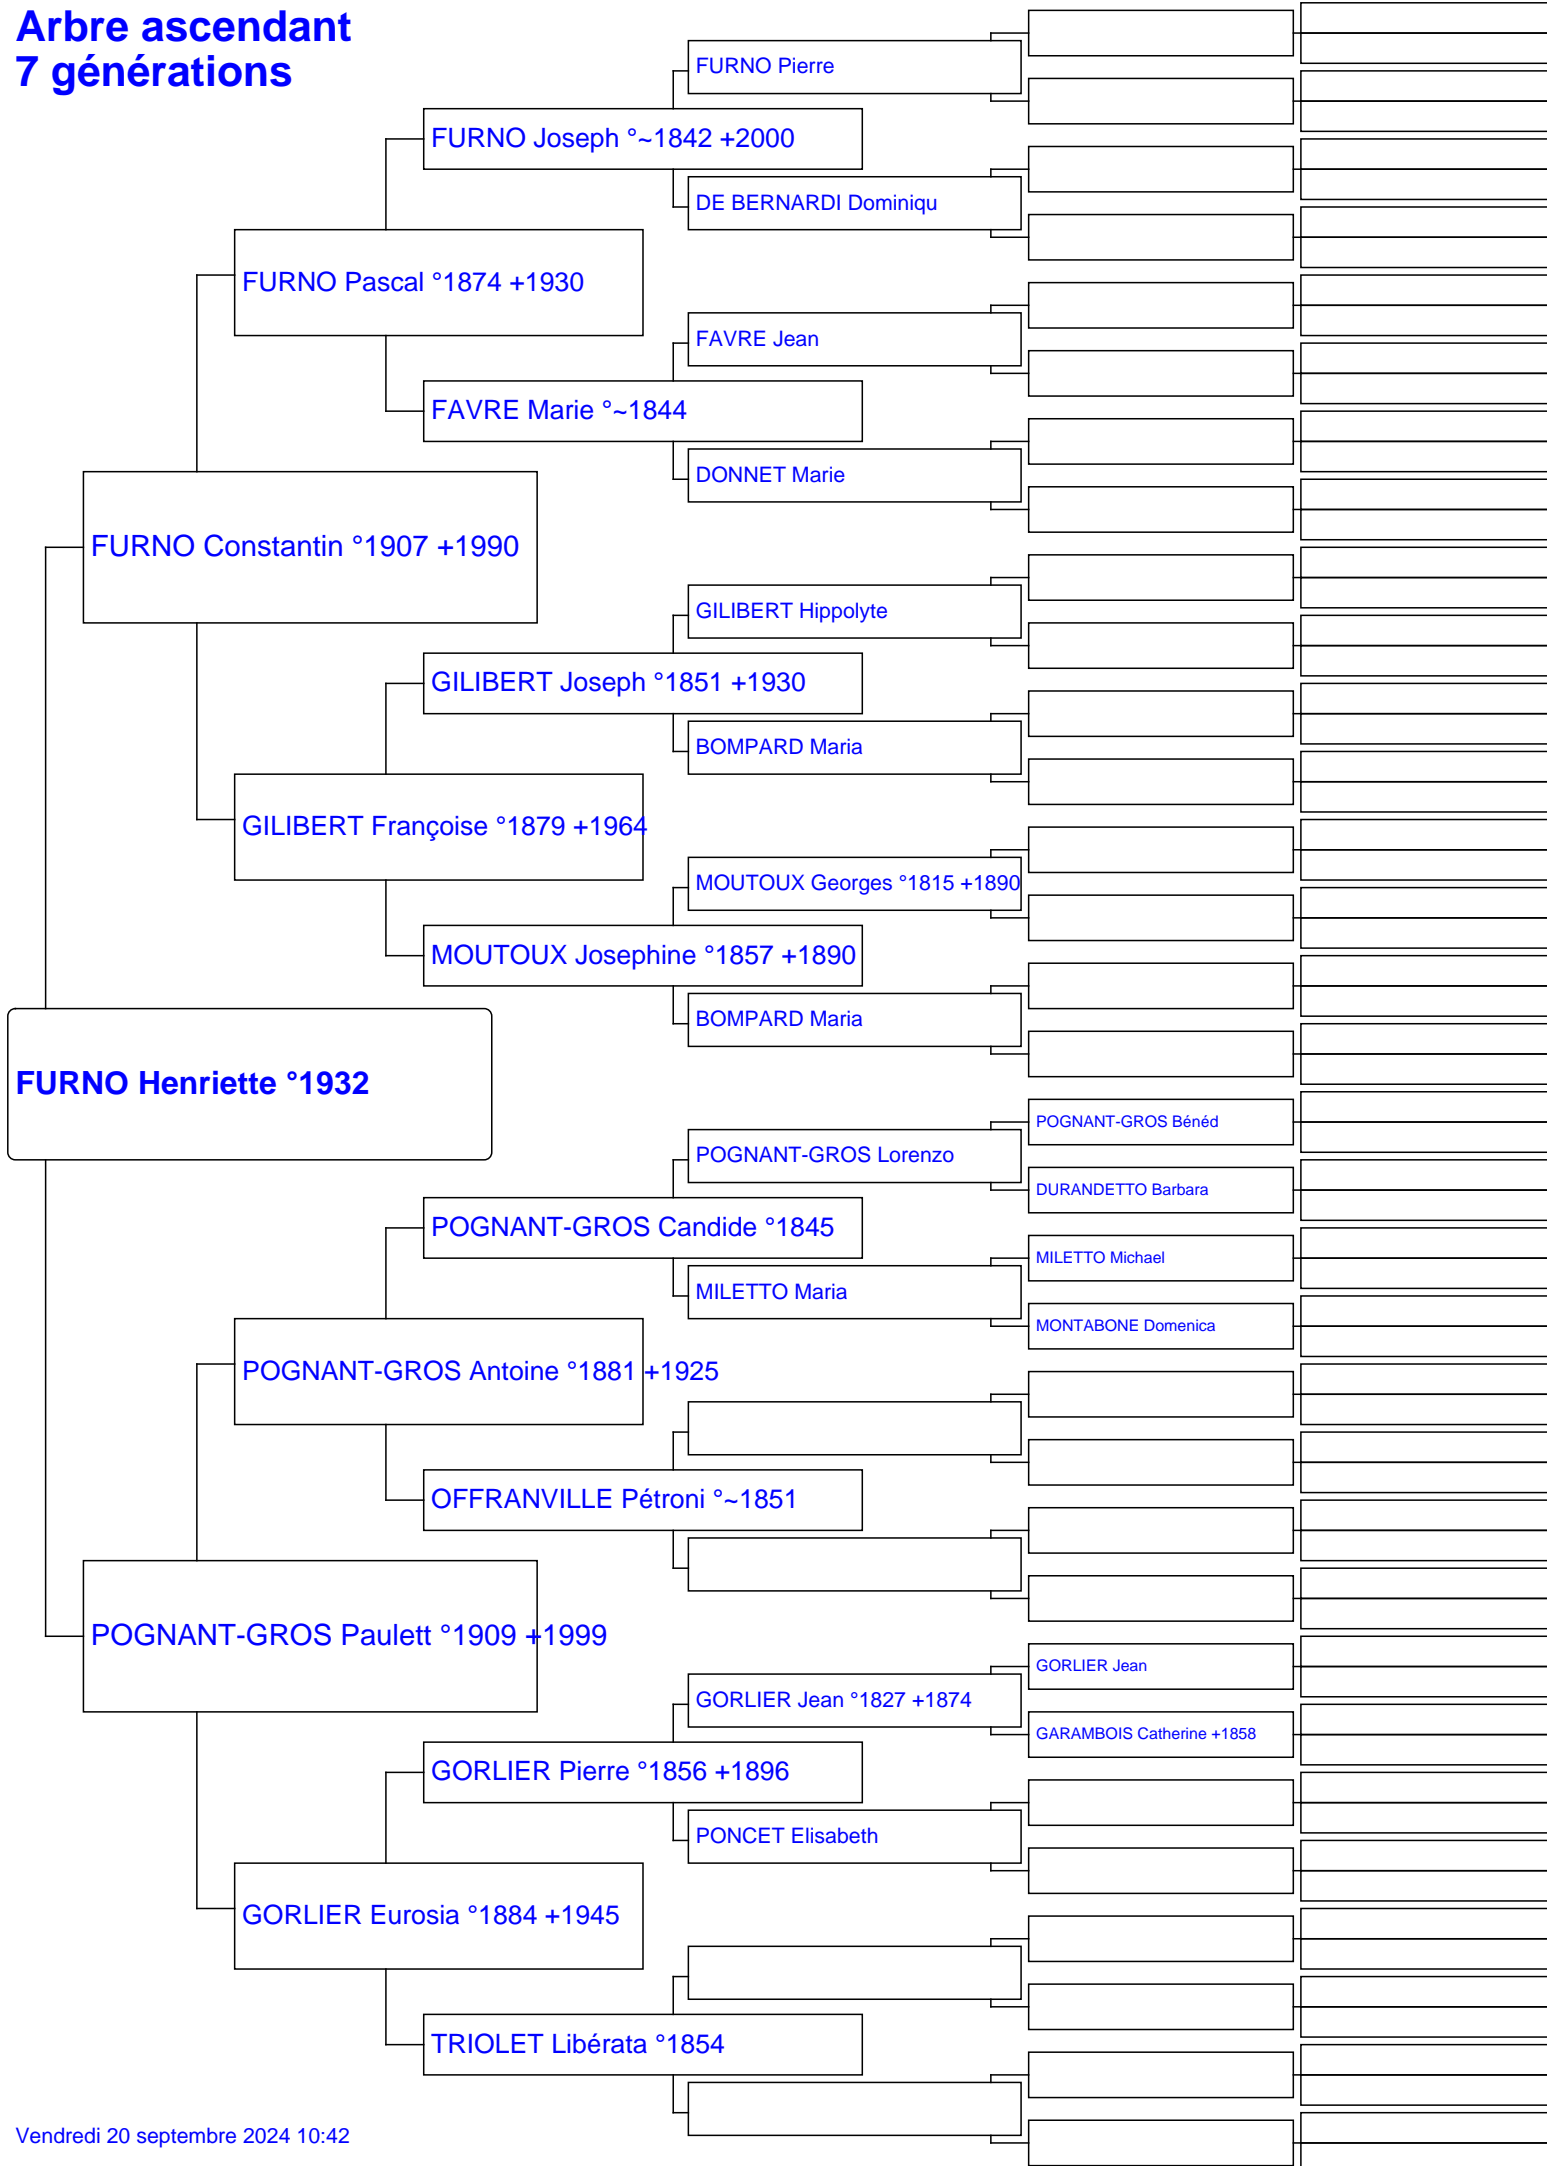 Arbre ascendant
7 générations
FURNO Pierre
FURNO Joseph °~1842 +2000
DE BERNARDI Dominiqu
FURNO Pascal °1874 +1930
FAVRE Jean
FAVRE Marie °~1844
DONNET Marie
FURNO Constantin °1907 +1990
GILIBERT Hippolyte
GILIBERT Joseph °1851 +1930
BOMPARD Maria
GILIBERT Françoise °1879 +1964
MOUTOUX Georges °1815 +1890
MOUTOUX Josephine °1857 +1890
BOMPARD Maria
FURNO Henriette °1932
POGNANT-GROS Bénéd
POGNANT-GROS Lorenzo
DURANDETTO Barbara
POGNANT-GROS Candide °1845
MILETTO Michael
MILETTO Maria
MONTABONE Domenica
POGNANT-GROS Antoine °1881 +1925
OFFRANVILLE Pétroni °~1851
POGNANT-GROS Paulett °1909 +1999
GORLIER Jean
GORLIER Jean °1827 +1874
GARAMBOIS Catherine +1858
GORLIER Pierre °1856 +1896
PONCET Elisabeth
GORLIER Eurosia °1884 +1945
TRIOLET Libérata °1854
Vendredi 20 septembre 2024 10:42